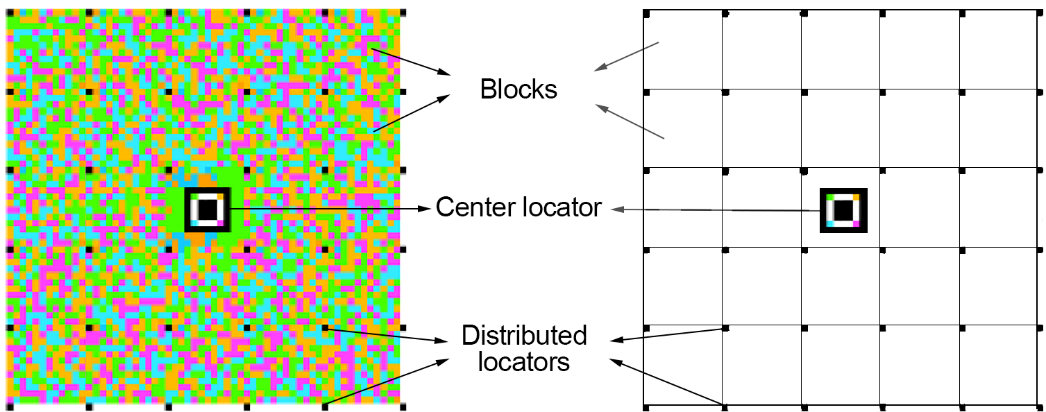 Blocks
Center locator
Distributed
locators